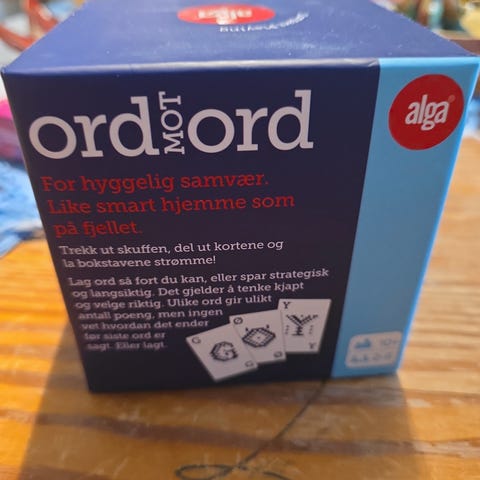 alga
ord MOT ord
alga
For hyggelig samvær.
Like smart hjemme som
på fjellet.
Trekk ut skuffen, del ut kortene og
la bokstavene strømme!
Lag ord så fort du kan, eller spar strategisk
og langsiktig. Det gjelder å tenke kjapt
og velge riktig. Ulike ord gir ulikt
antall poeng, men ingen
vet hvordan det ender
før siste ord er
sagt. Eller lagt.
G
G
Ø
Ø
Y
Y
10+